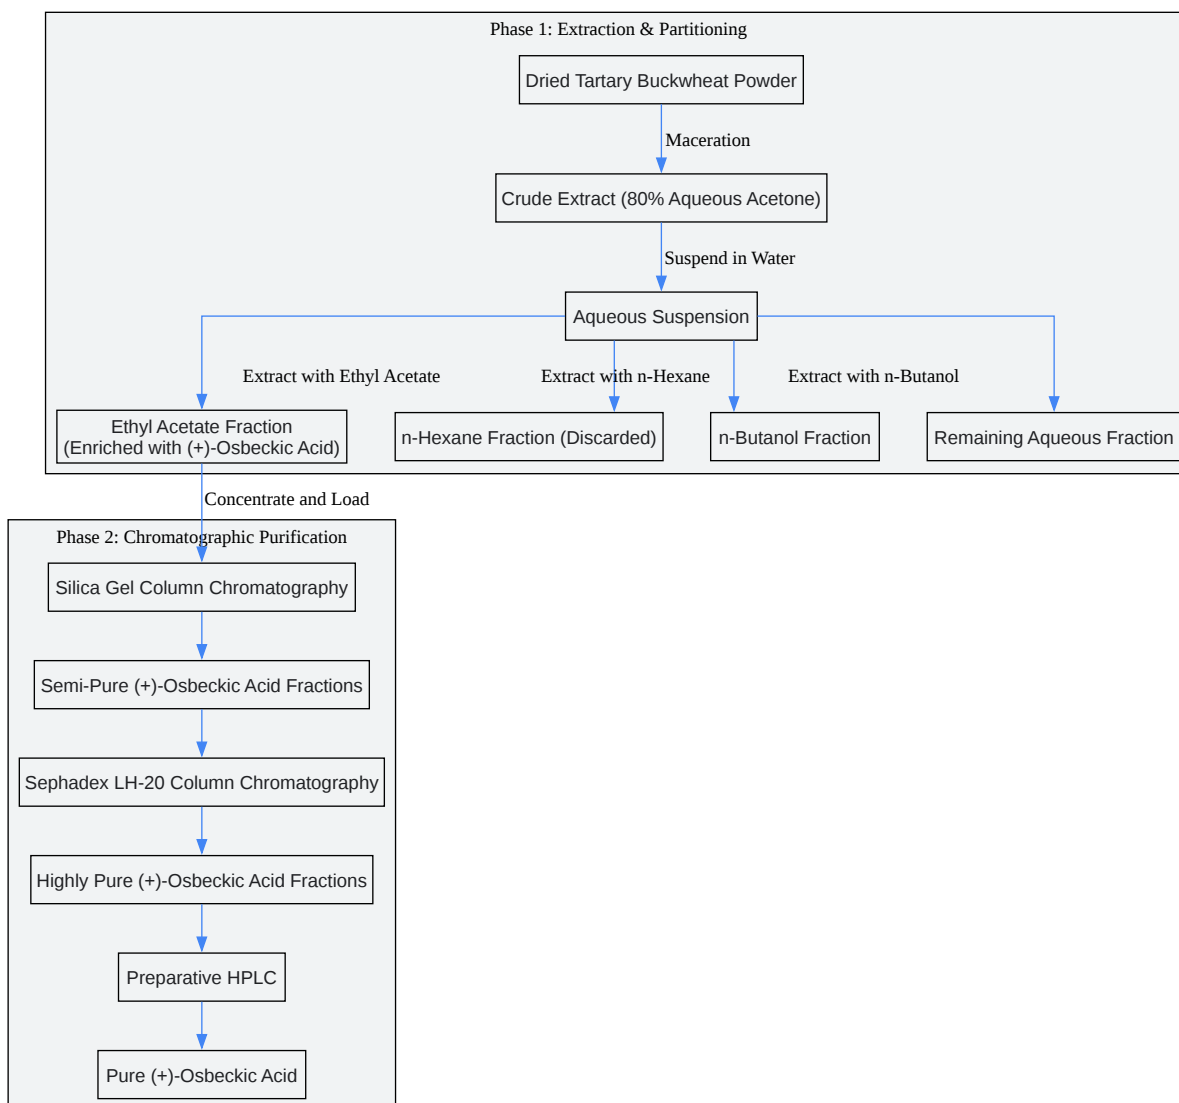 Phase 1: Extraction & Partitioning
Dried Tartary Buckwheat Powder
Maceration
Crude Extract (80% Aqueous Acetone)
Suspend in Water
Aqueous Suspension
Extract with Ethyl Acetate
Extract with n-Hexane
Extract with n-Butanol
Ethyl Acetate Fraction
(Enriched with (+)-Osbeckic Acid)
n-Hexane Fraction (Discarded)
n-Butanol Fraction
Remaining Aqueous Fraction
Concentrate and Load
Phase 2: Chromatographic Purification
Silica Gel Column Chromatography
Semi-Pure (+)-Osbeckic Acid Fractions
Sephadex LH-20 Column Chromatography
Highly Pure (+)-Osbeckic Acid Fractions
Preparative HPLC
Pure (+)-Osbeckic Acid